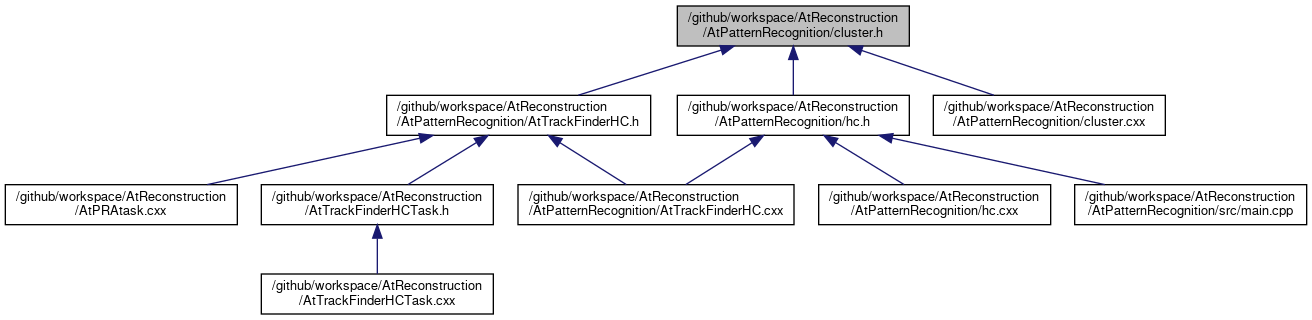 /github/workspace/AtReconstruction
/AtPatternRecognition/cluster.h
/github/workspace/AtReconstruction
/AtPatternRecognition/AtTrackFinderHC.h
/github/workspace/AtReconstruction
/AtPatternRecognition/hc.h
/github/workspace/AtReconstruction
/AtPatternRecognition/cluster.cxx
/github/workspace/AtReconstruction
/AtPRAtask.cxx
/github/workspace/AtReconstruction
/AtTrackFinderHCTask.h
/github/workspace/AtReconstruction
/AtPatternRecognition/AtTrackFinderHC.cxx
/github/workspace/AtReconstruction
/AtPatternRecognition/hc.cxx
/github/workspace/AtReconstruction
/AtPatternRecognition/src/main.cpp
/github/workspace/AtReconstruction
/AtTrackFinderHCTask.cxx